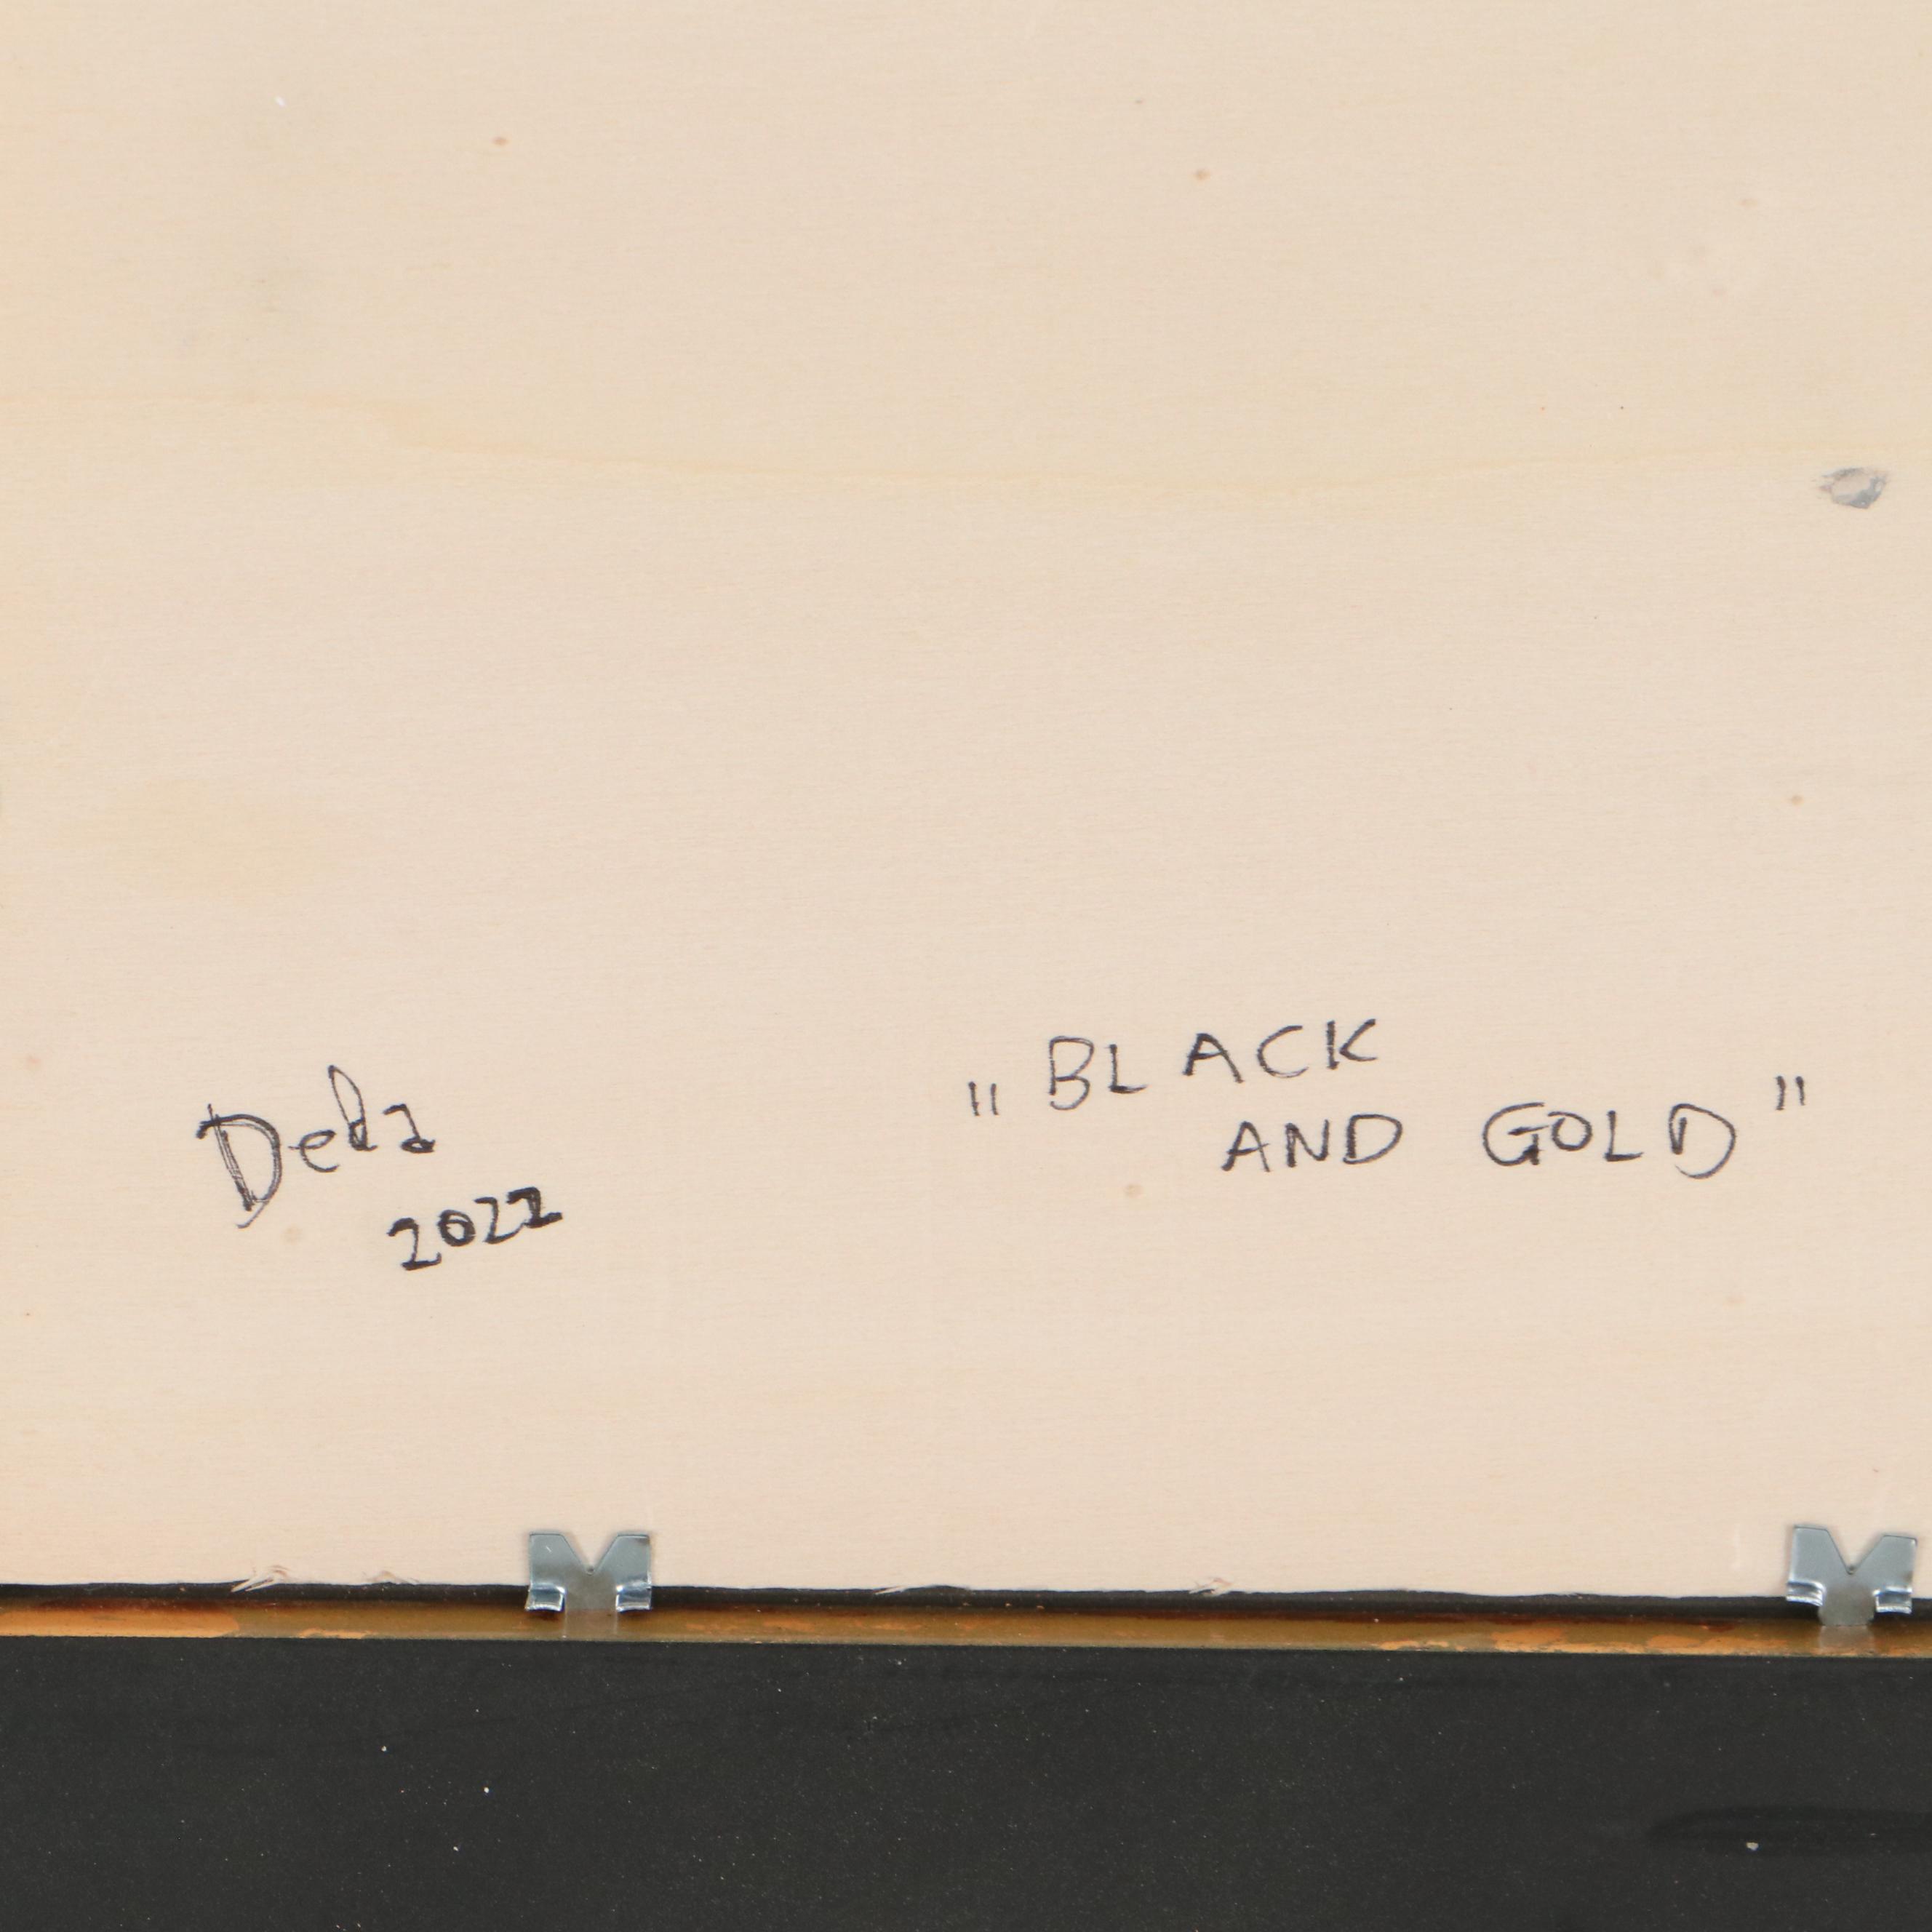 Deda
2022
"BLACK
AND GOLD"